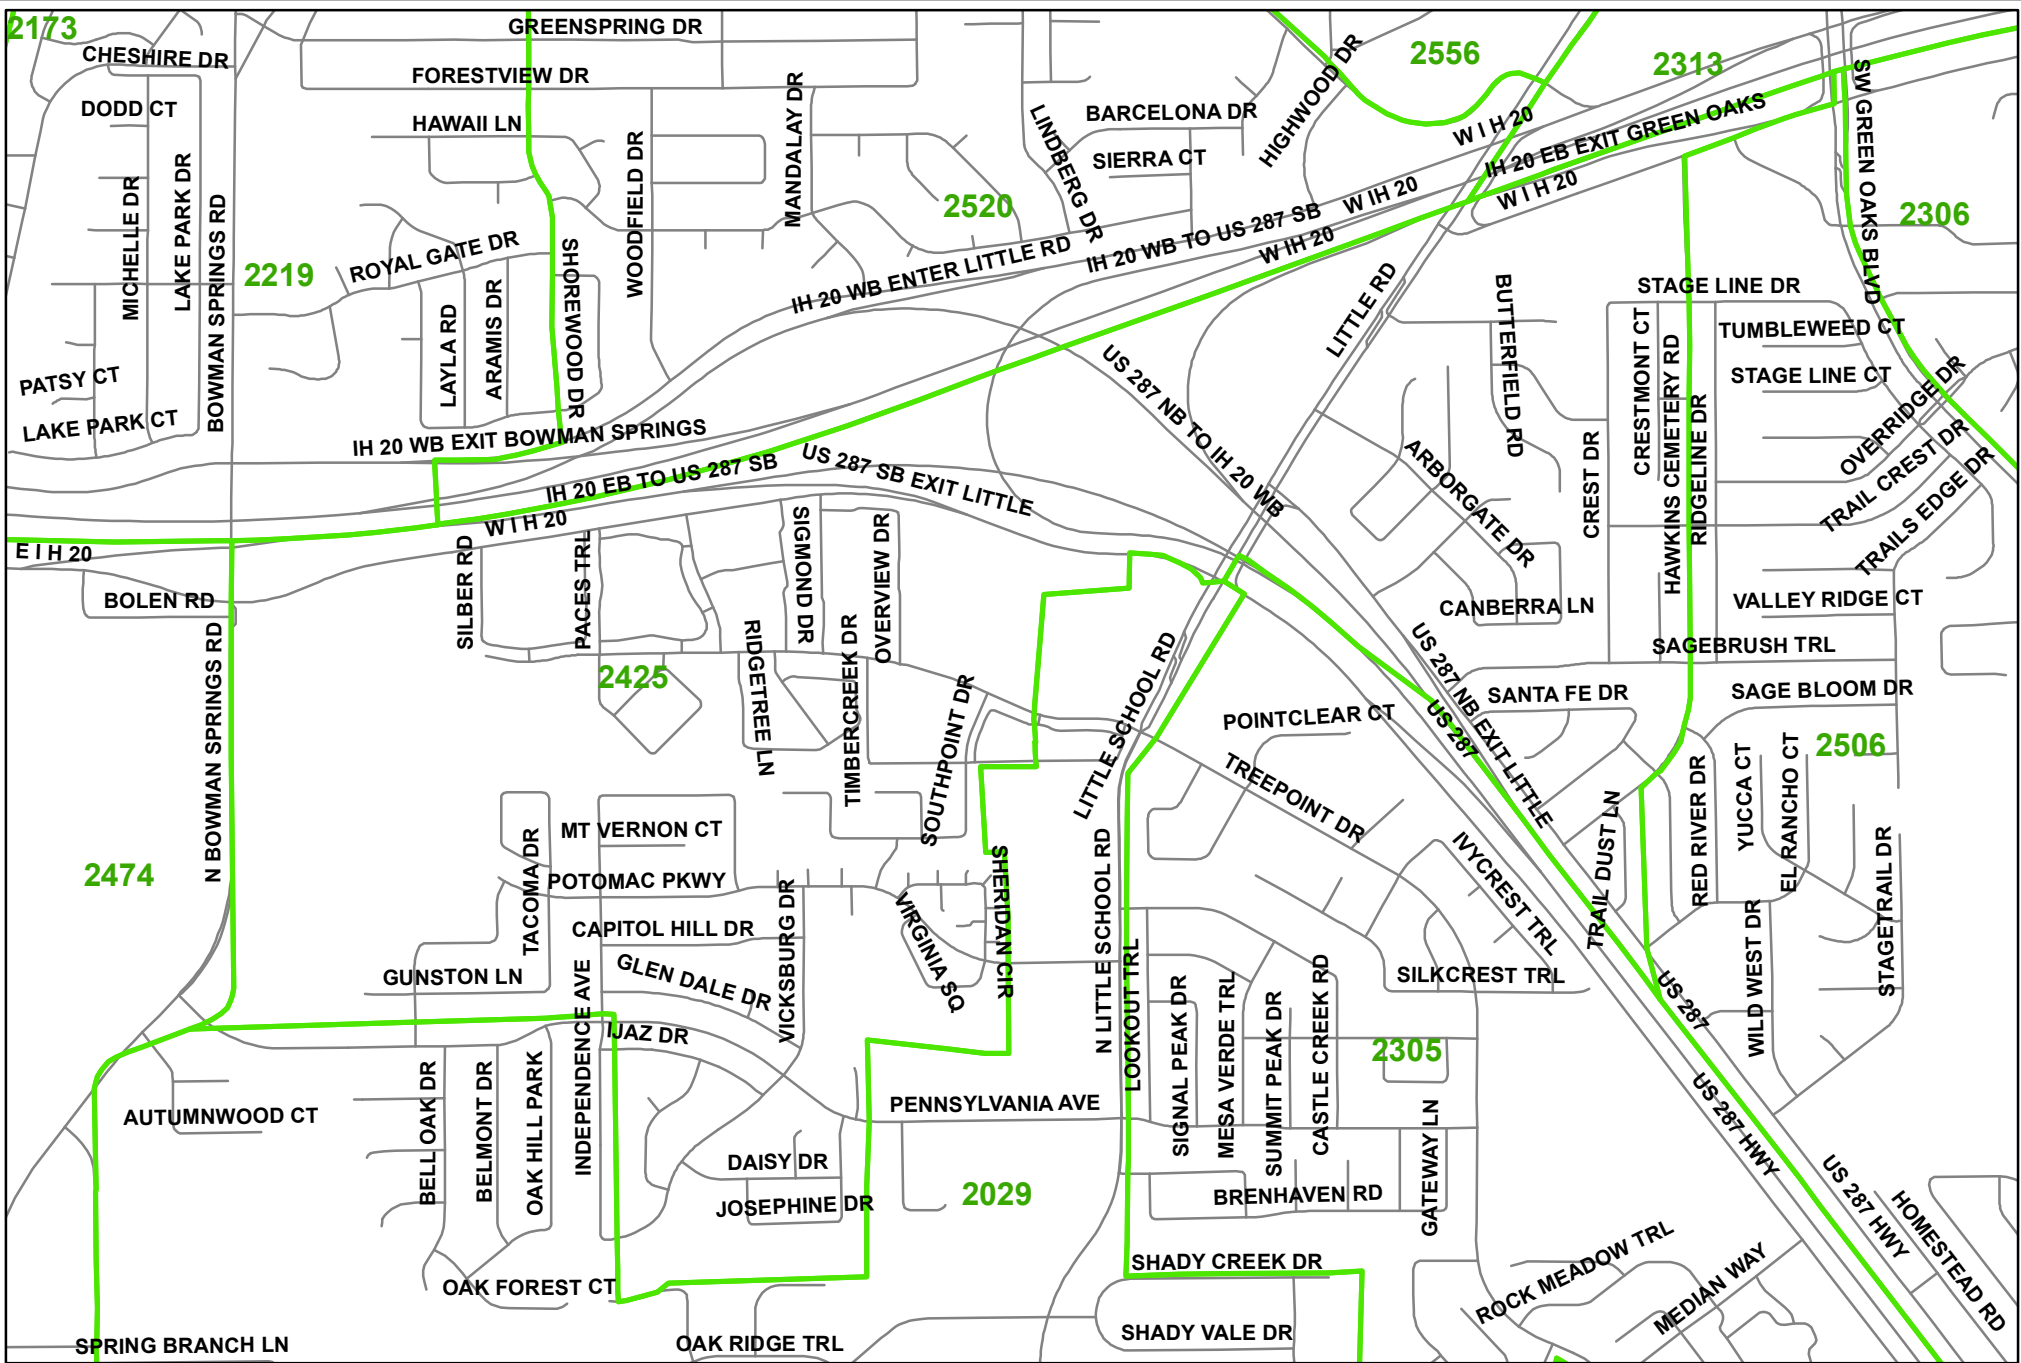 2173
GREENSPRING DR
2556
2313
CHESHIRE DR
FORESTVIEW DR
HIGHWOOD DR
SW GREEN OAKS BLVD
DODD CT
HAWAII LN
MANDALAY DR
LINDBERG DR
BARCELONA DR
W I H 20
IH 20 EB EXIT GREEN OAKS
SIERRA CT
WOODFIELD DR
MICHELLE DR
LAKE PARK DR
BOWMAN SPRINGS RD
2520
W IH 20
W I H 20
2306
ROYAL GATE DR
SHOREWOOD DR
IH 20 WB ENTER LITTLE RD
IH 20 WB TO US 287 SB
W IH 20
2219
LAYLA RD
ARAMIS DR
LITTLE RD
BUTTERFIELD RD
STAGE LINE DR
CRESTMONT CT
HAWKINS CEMETERY RD
RIDGELINE DR
TUMBLEWEED CT
STAGE LINE CT
OVERRIDGE DR
PATSY CT
LAKE PARK CT
US 287 NB TO IH 20 WB
IH 20 WB EXIT BOWMAN SPRINGS
IH 20 EB TO US 287 SB
US 287 SB EXIT LITTLE
ARBORGATE DR
CREST DR
TRAIL CREST DR
TRAILS EDGE DR
W I H 20
E I H 20
SILBER RD
PACES TRL
SIGMOND DR
OVERVIEW DR
BOLEN RD
CANBERRA LN
VALLEY RIDGE CT
N BOWMAN SPRINGS RD
RIDGETREE LN
TIMBERCREEK DR
LITTLE SCHOOL RD
US 287 NB EXIT LITTLE
SAGEBRUSH TRL
2425
SOUTHPOINT DR
POINTCLEAR CT
US 287
SANTA FE DR
SAGE BLOOM DR
2506
TREEPOINT DR
RED RIVER DR
YUCCA CT
EL RANCHO CT
TRAIL DUST LN
MT VERNON CT
TACOMA DR
POTOMAC PKWY
2474
SHERIDAN CIR
N LITTLE SCHOOL RD
IVYCREST TRL
STAGETRAIL DR
CAPITOL HILL DR
VICKSBURG DR
VIRGINIA SQ
LOOKOUT TRL
WILD WEST DR
GUNSTON LN
GLEN DALE DR
SILKCREST TRL
INDEPENDENCE AVE
IJAZ DR
SIGNAL PEAK DR
MESA VERDE TRL
SUMMIT PEAK DR
CASTLE CREEK RD
2305
US 287
AUTUMNWOOD CT
BELL OAK DR
BELMONT DR
OAK HILL PARK
PENNSYLVANIA AVE
GATEWAY LN
US 287 HWY
DAISY DR
2029
BRENHAVEN RD
US 287 HWY
HOMESTEAD RD
JOSEPHINE DR
OAK FOREST CT
SHADY CREEK DR
ROCK MEADOW TRL
MEDIAN WAY
SPRING BRANCH LN
OAK RIDGE TRL
SHADY VALE DR